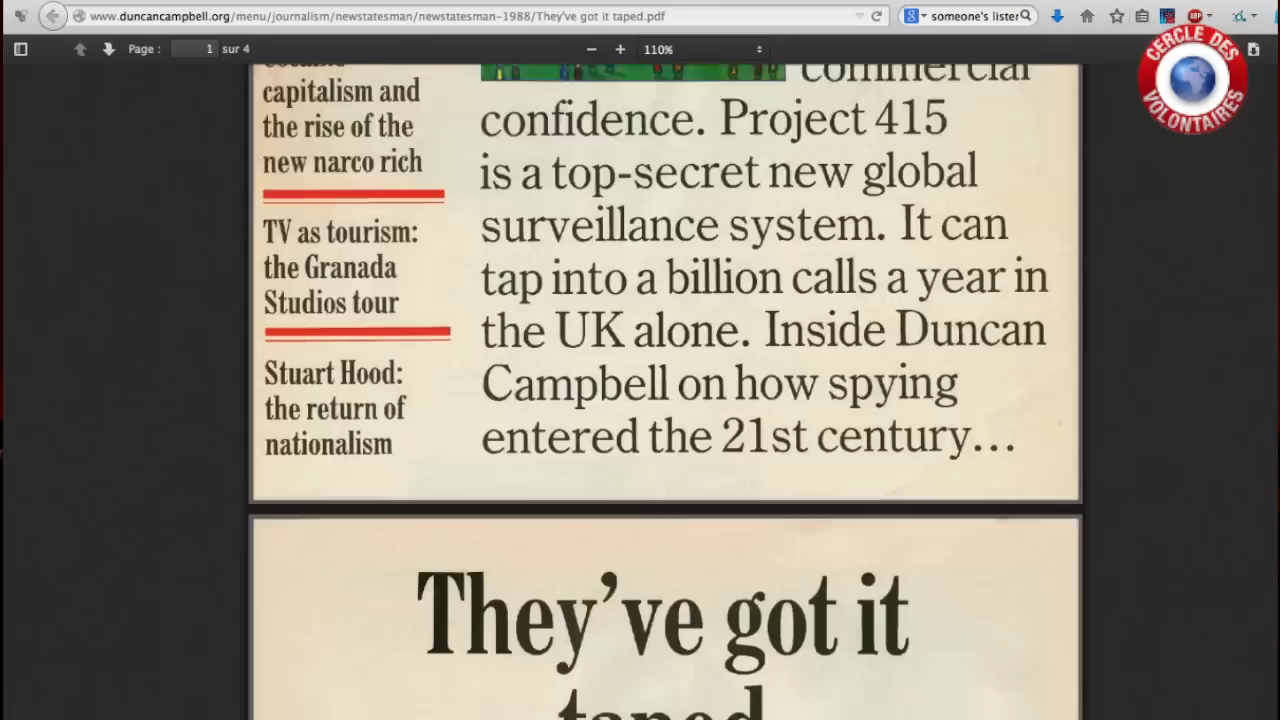 www.duncancampbell.org/menu/journalism/newstatesman/newstatesman-1988/They've got it taped.pdf
someone's lister
Page : 1 sur 4
110%
CERCLE DES
VOLONTAIRES
capitalism and
the rise of the
new narco rich
TV as tourism:
the Granada
Studios tour
Stuart Hood:
the return of
nationalism
commercial
confidence. Project 415
is a top-secret new global
surveillance system. It can
tap into a billion calls a year in
the UK alone. Inside Duncan
Campbell on how spying
entered the 21st century...
They've got it
taped